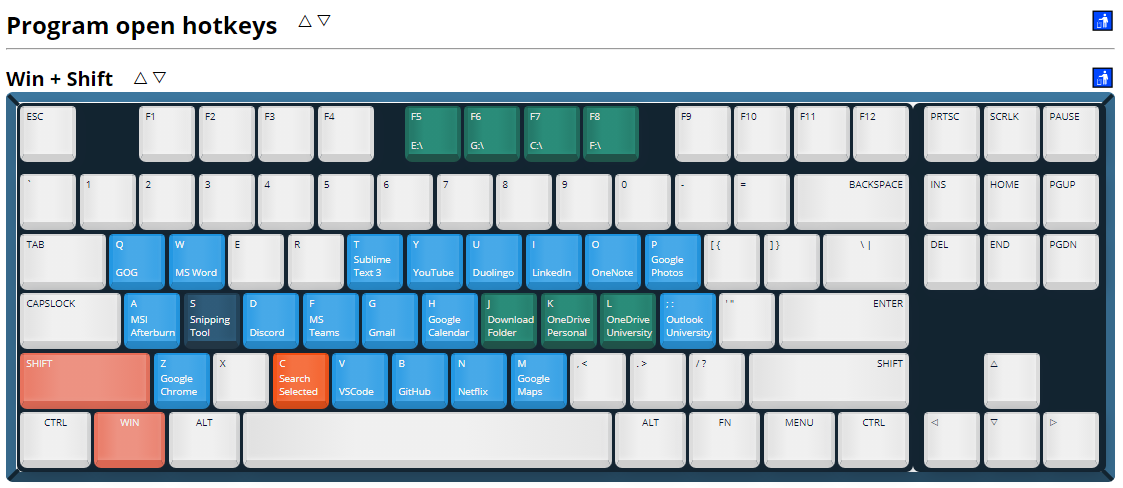 Program open hotkeys △ ▽
Win + Shift △ ▽
ESC F1 F2 F3 F4 F5 E:\ F6 G:\ F7 C:\ F8 F:\ F9 F10 F11 F12 PRTSC SCRLK PAUSE
` 1 2 3 4 5 6 7 8 9 0 - = BACKSPACE INS HOME PGUP
TAB Q GOG W MS Word E R T Sublime Text 3 Y YouTube U Duolingo I LinkedIn O OneNote P Google Photos [ { ] } \ | DEL END PGDN
CAPSLOCK A MSI Afterburn S Snipping Tool D Discord F MS Teams G Gmail H Google Calendar J Download Folder K OneDrive Personal L OneDrive University ; : Outlook University ' " ENTER
SHIFT Z Google Chrome X C Search Selected V VSCode B GitHub N Netflix M Google Maps , < . > / ? SHIFT △
CTRL WIN ALT ALT FN MENU CTRL ◁ ▽ ▷